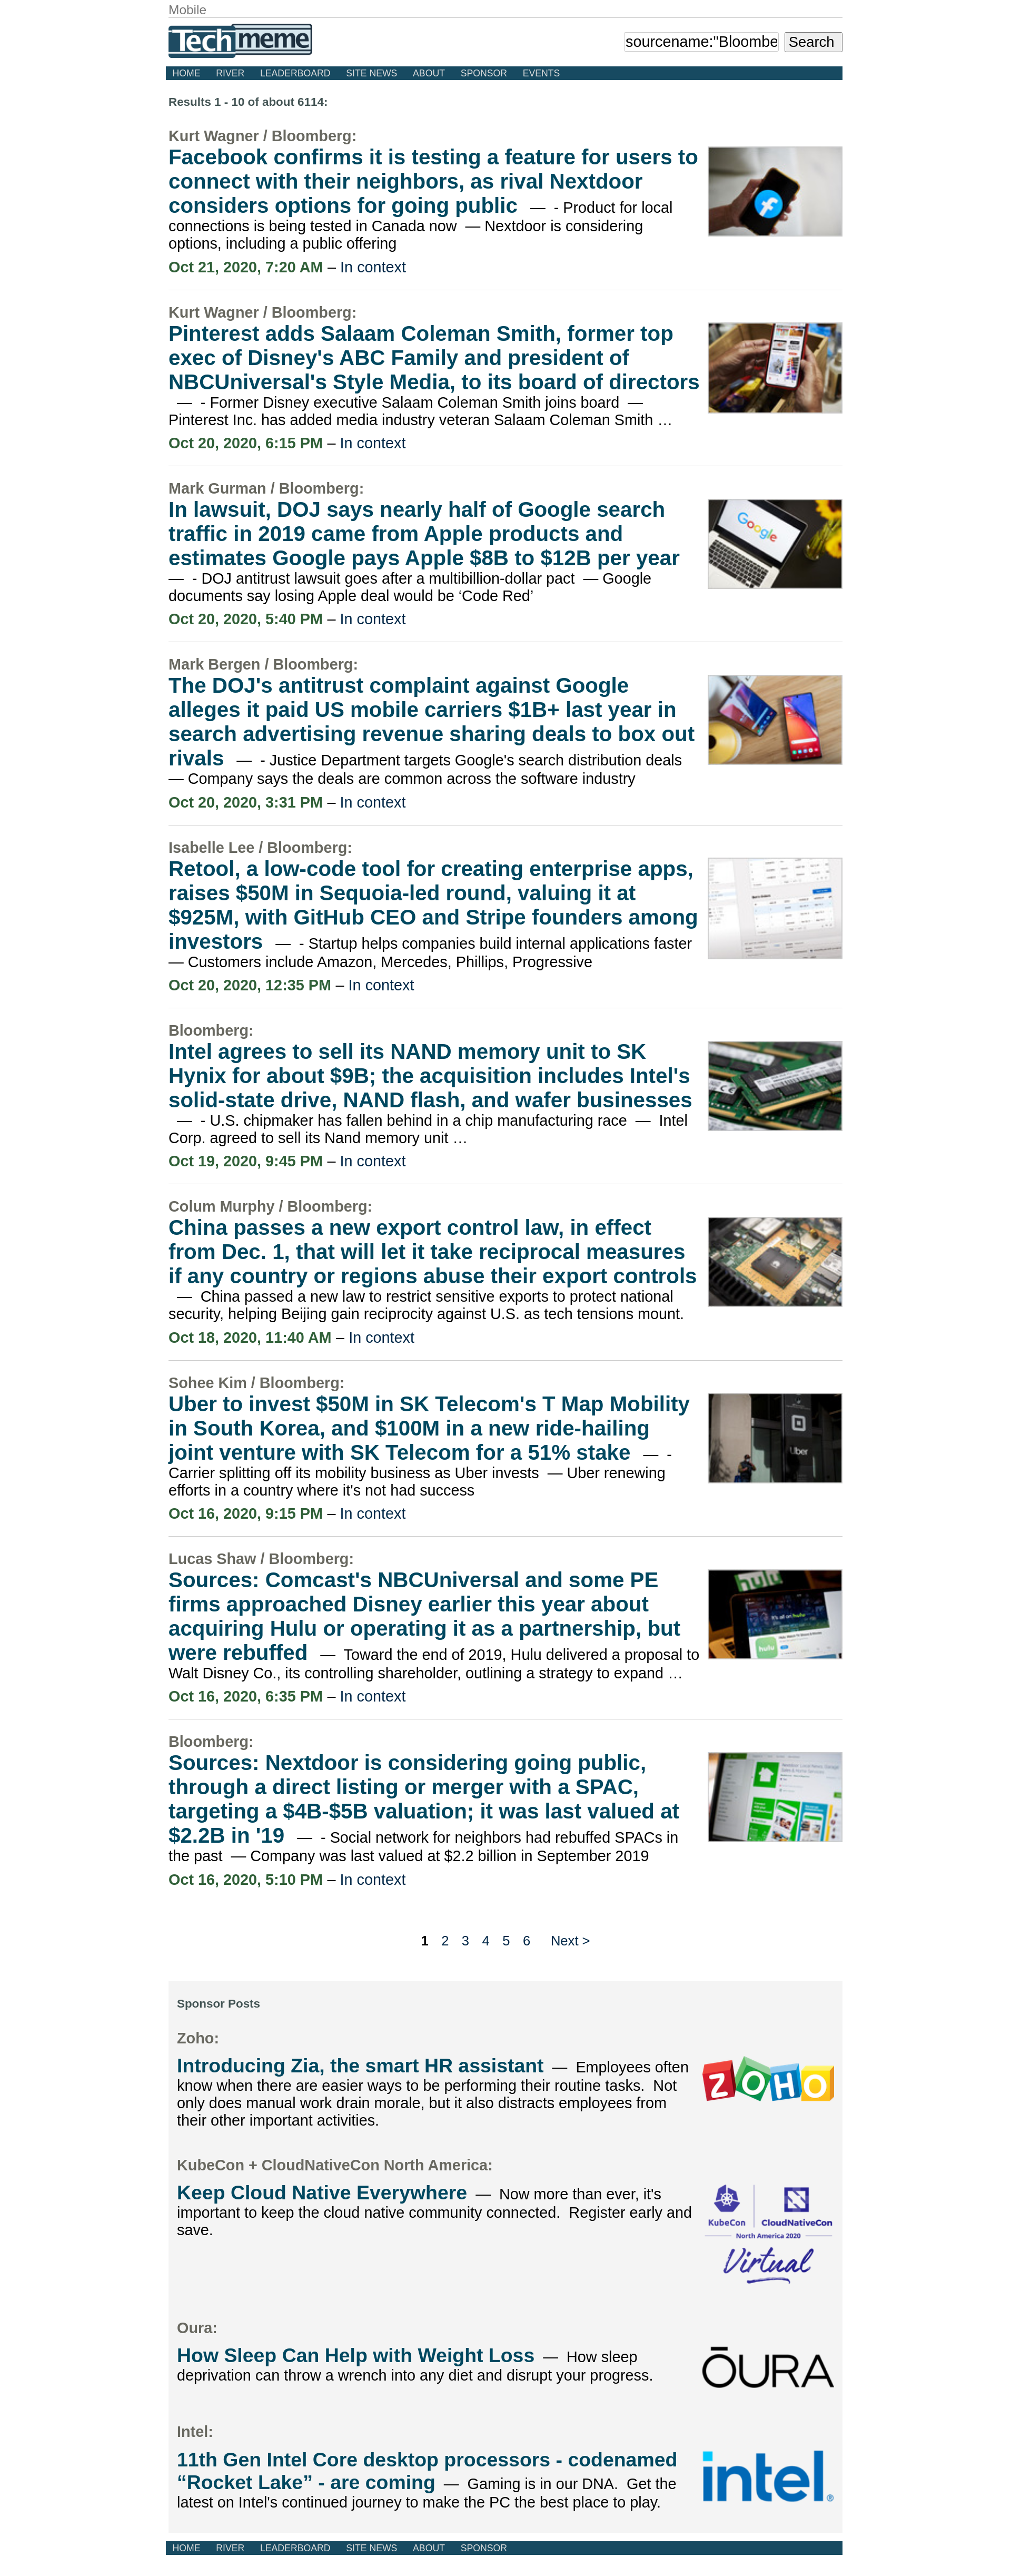 Mobile
Techmeme
sourcename:"Bloombe
Search
HOME RIVER LEADERBOARD SITE NEWS ABOUT SPONSOR EVENTS
Results 1 - 10 of about 6114:
Kurt Wagner / Bloomberg:
Facebook confirms it is testing a feature for users to
connect with their neighbors, as rival Nextdoor
considers options for going public — - Product for local
connections is being tested in Canada now — Nextdoor is considering
options, including a public offering
Oct 21, 2020, 7:20 AM – In context
Kurt Wagner / Bloomberg:
Pinterest adds Salaam Coleman Smith, former top
exec of Disney's ABC Family and president of
NBCUniversal's Style Media, to its board of directors
— - Former Disney executive Salaam Coleman Smith joins board —
Pinterest Inc. has added media industry veteran Salaam Coleman Smith …
Oct 20, 2020, 6:15 PM – In context
Mark Gurman / Bloomberg:
In lawsuit, DOJ says nearly half of Google search
traffic in 2019 came from Apple products and
estimates Google pays Apple $8B to $12B per year
— - DOJ antitrust lawsuit goes after a multibillion-dollar pact — Google
documents say losing Apple deal would be ‘Code Red’
Google
Oct 20, 2020, 5:40 PM – In context
Mark Bergen / Bloomberg:
The DOJ's antitrust complaint against Google
alleges it paid US mobile carriers $1B+ last year in
search advertising revenue sharing deals to box out
rivals — - Justice Department targets Google's search distribution deals
— Company says the deals are common across the software industry
Oct 20, 2020, 3:31 PM – In context
Isabelle Lee / Bloomberg:
Retool, a low-code tool for creating enterprise apps,
raises $50M in Sequoia-led round, valuing it at
$925M, with GitHub CEO and Stripe founders among
investors — - Startup helps companies build internal applications faster
— Customers include Amazon, Mercedes, Phillips, Progressive
Oct 20, 2020, 12:35 PM – In context
Bloomberg:
Intel agrees to sell its NAND memory unit to SK
Hynix for about $9B; the acquisition includes Intel's
solid-state drive, NAND flash, and wafer businesses
— - U.S. chipmaker has fallen behind in a chip manufacturing race — Intel
Corp. agreed to sell its Nand memory unit …
Oct 19, 2020, 9:45 PM – In context
Colum Murphy / Bloomberg:
China passes a new export control law, in effect
from Dec. 1, that will let it take reciprocal measures
if any country or regions abuse their export controls
— China passed a new law to restrict sensitive exports to protect national
security, helping Beijing gain reciprocity against U.S. as tech tensions mount.
Oct 18, 2020, 11:40 AM – In context
Sohee Kim / Bloomberg:
Uber to invest $50M in SK Telecom's T Map Mobility
in South Korea, and $100M in a new ride-hailing
joint venture with SK Telecom for a 51% stake — -
Carrier splitting off its mobility business as Uber invests — Uber renewing
efforts in a country where it's not had success
Uber
Oct 16, 2020, 9:15 PM – In context
Lucas Shaw / Bloomberg:
Sources: Comcast's NBCUniversal and some PE
firms approached Disney earlier this year about
acquiring Hulu or operating it as a partnership, but
were rebuffed — Toward the end of 2019, Hulu delivered a proposal to
Walt Disney Co., its controlling shareholder, outlining a strategy to expand …
hulu
Oct 16, 2020, 6:35 PM – In context
Bloomberg:
Sources: Nextdoor is considering going public,
through a direct listing or merger with a SPAC,
targeting a $4B-$5B valuation; it was last valued at
$2.2B in '19 — - Social network for neighbors had rebuffed SPACs in
the past — Company was last valued at $2.2 billion in September 2019
Oct 16, 2020, 5:10 PM – In context
1 2 3 4 5 6 Next >
Sponsor Posts
Zoho:
Introducing Zia, the smart HR assistant — Employees often
know when there are easier ways to be performing their routine tasks. Not
only does manual work drain morale, but it also distracts employees from
their other important activities.
ZOHO
KubeCon + CloudNativeCon North America:
Keep Cloud Native Everywhere — Now more than ever, it's
important to keep the cloud native community connected. Register early and
save.
KubeCon CloudNativeCon
North America 2020
Virtual
Oura:
How Sleep Can Help with Weight Loss — How sleep
deprivation can throw a wrench into any diet and disrupt your progress.
ŌURA
Intel:
11th Gen Intel Core desktop processors - codenamed
“Rocket Lake” - are coming — Gaming is in our DNA. Get the
latest on Intel's continued journey to make the PC the best place to play.
intel®
HOME RIVER LEADERBOARD SITE NEWS ABOUT SPONSOR